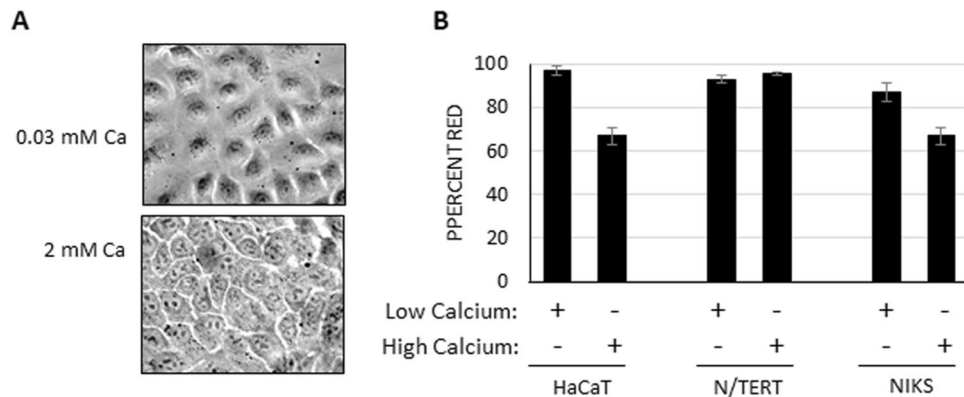 A
B
0.03 mM Ca
2 mM Ca
PPERCENT RED
100
80
60
40
20
0
Low Calcium: + - + - + -
High Calcium: - + - + - +
HaCaT N/TERT NIKS